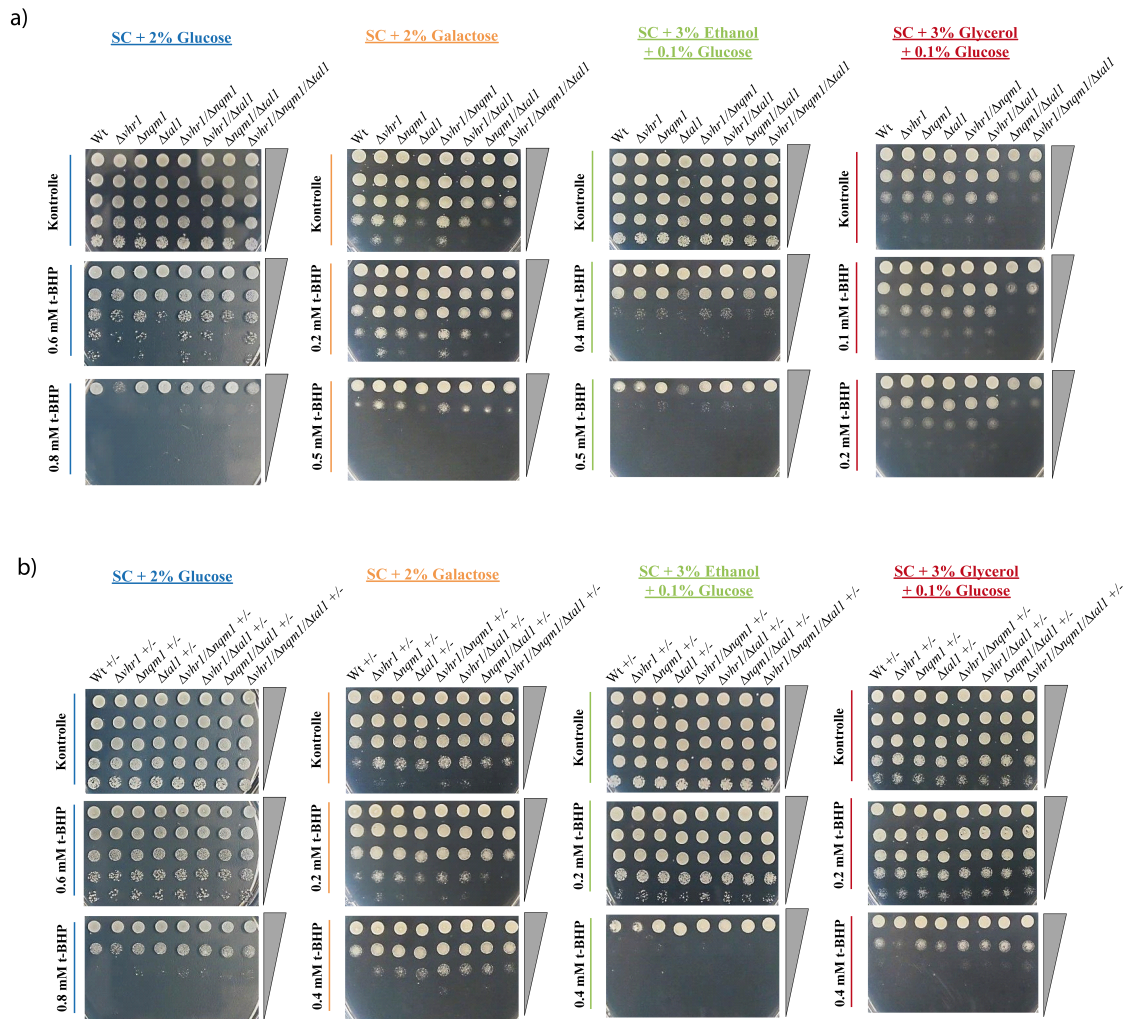 a)
SC + 2% Glucose
SC + 2% Galactose
SC + 3% Ethanol
+ 0.1% Glucose
SC + 3% Glycerol
+ 0.1% Glucose
Wt Δvhr1 Δnqm1 Δtal1 Δvhr1/Δnqm1 Δvhr1/Δtal1 Δnqm1/Δtal1 Δvhr1/Δnqm1/Δtal1
Wt Δvhr1 Δnqm1 Δtal1 Δvhr1/Δnqm1 Δvhr1/Δtal1 Δnqm1/Δtal1 Δvhr1/Δnqm1/Δtal1
Wt Δvhr1 Δnqm1 Δtal1 Δvhr1/Δnqm1 Δvhr1/Δtal1 Δnqm1/Δtal1 Δvhr1/Δnqm1/Δtal1
Wt Δvhr1 Δnqm1 Δtal1 Δvhr1/Δnqm1 Δvhr1/Δtal1 Δnqm1/Δtal1 Δvhr1/Δnqm1/Δtal1
Kontrolle
Kontrolle
Kontrolle
Kontrolle
0.6 mM t-BHP
0.2 mM t-BHP
0.4 mM t-BHP
0.1 mM t-BHP
0.8 mM t-BHP
0.5 mM t-BHP
0.5 mM t-BHP
0.2 mM t-BHP
b)
SC + 2% Glucose
SC + 2% Galactose
SC + 3% Ethanol
+ 0.1% Glucose
SC + 3% Glycerol
+ 0.1% Glucose
Wt +/- Δvhr1 +/- Δnqm1 +/- Δtal1 +/- Δvhr1/Δnqm1 +/- Δvhr1/Δtal1 +/- Δnqm1/Δtal1 +/- Δvhr1/Δnqm1/Δtal1 +/-
Wt +/- Δvhr1 +/- Δnqm1 +/- Δtal1 +/- Δvhr1/Δnqm1 +/- Δvhr1/Δtal1 +/- Δnqm1/Δtal1 +/- Δvhr1/Δnqm1/Δtal1 +/-
Wt +/- Δvhr1 +/- Δnqm1 +/- Δtal1 +/- Δvhr1/Δnqm1 +/- Δvhr1/Δtal1 +/- Δnqm1/Δtal1 +/- Δvhr1/Δnqm1/Δtal1 +/-
Wt +/- Δvhr1 +/- Δnqm1 +/- Δtal1 +/- Δvhr1/Δnqm1 +/- Δvhr1/Δtal1 +/- Δnqm1/Δtal1 +/- Δvhr1/Δnqm1/Δtal1 +/-
Kontrolle
Kontrolle
Kontrolle
Kontrolle
0.6 mM t-BHP
0.2 mM t-BHP
0.2 mM t-BHP
0.2 mM t-BHP
0.8 mM t-BHP
0.4 mM t-BHP
0.4 mM t-BHP
0.4 mM t-BHP